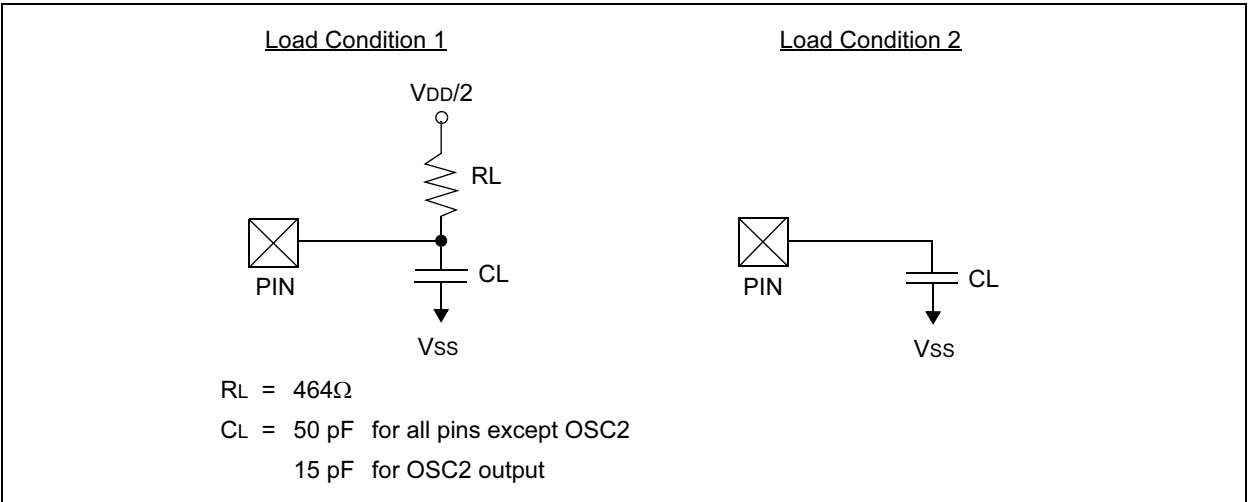 Load Condition 1
Load Condition 2
VDD/2
RL
PIN
CL
VSS
PIN
CL
VSS
RL = 464Ω
CL = 50 pF for all pins except OSC2
15 pF for OSC2 output